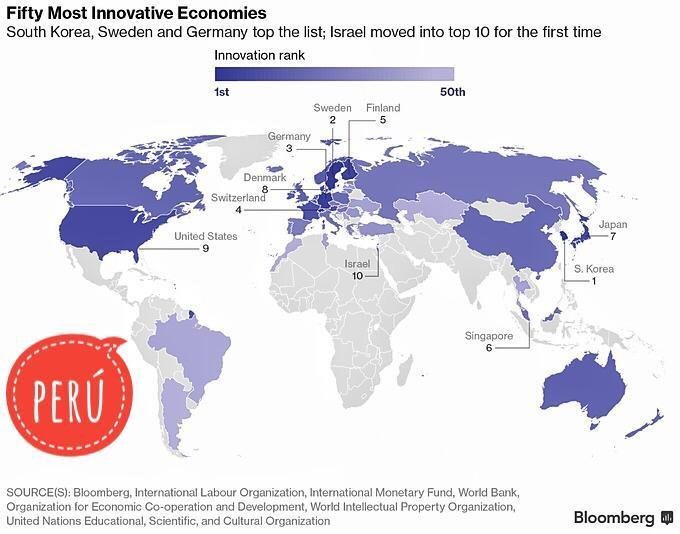 Fifty Most Innovative Economies
South Korea, Sweden and Germany top the list; Israel moved into top 10 for the first time
Innovation rank
1st
50th
Sweden
2
Finland
5
Germany
3
Denmark
8
Switzerland
4
United States
9
Israel
10
Japan
7
S. Korea
1
Singapore
6
PERÚ
SOURCE(S): Bloomberg, International Labour Organization, International Monetary Fund, World Bank,
Organization for Economic Co-operation and Development, World Intellectual Property Organization,
United Nations Educational, Scientific, and Cultural Organization
Bloomberg